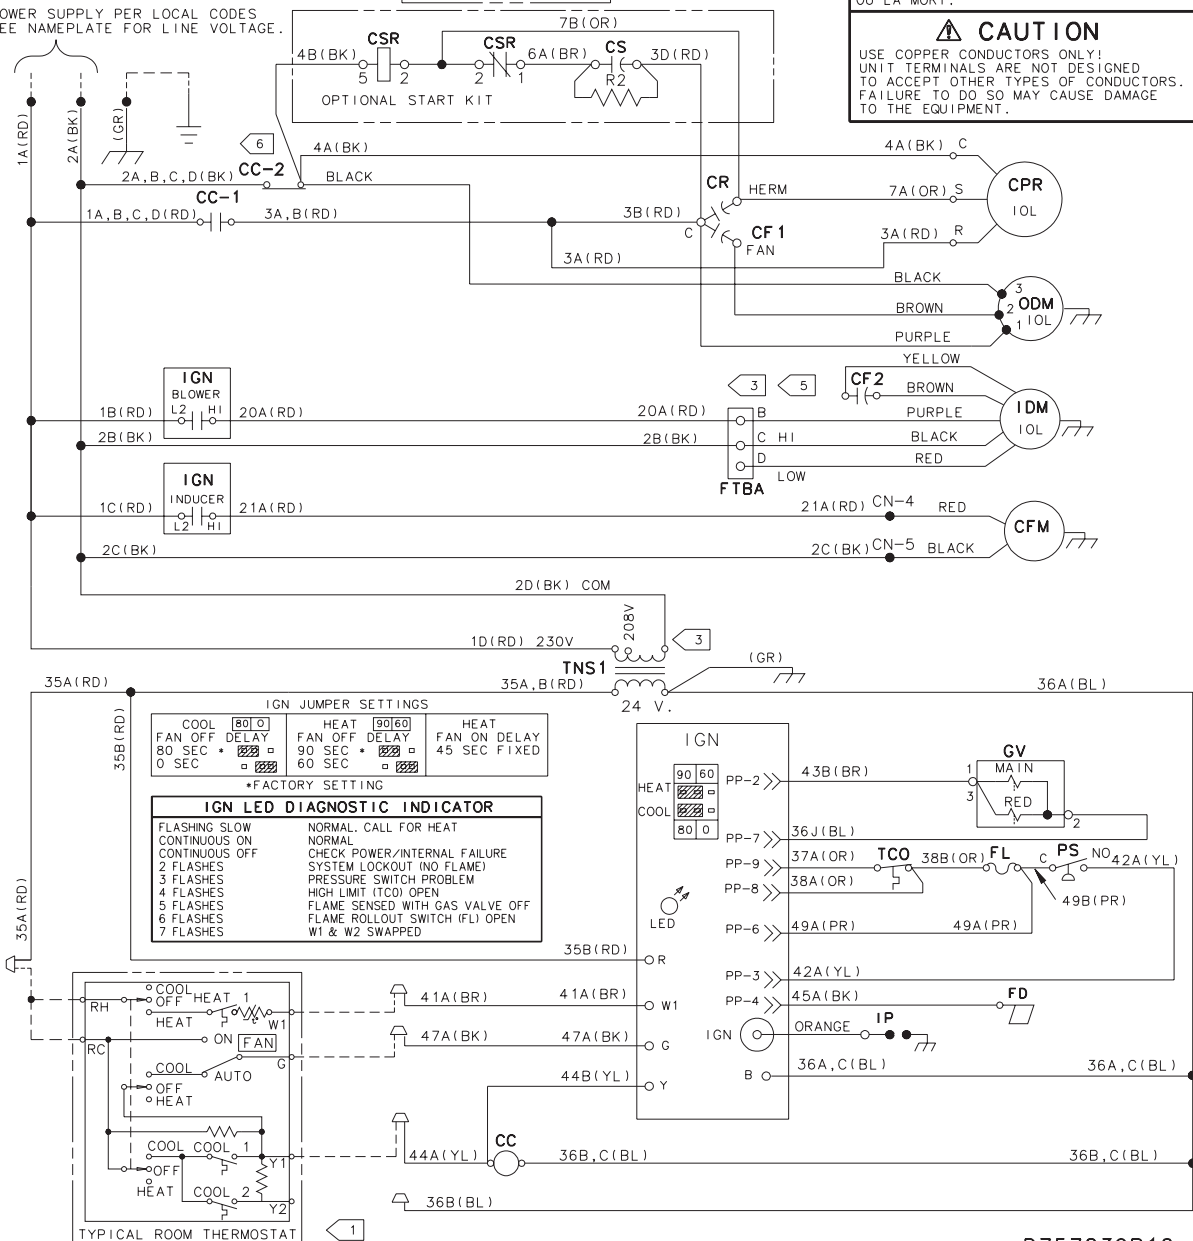 OWER SUPPLY PER LOCAL CODES
EE NAMEPLATE FOR LINE VOLTAGE.
OU LA MORT.
⚠ CAUTION
USE COPPER CONDUCTORS ONLY!
UNIT TERMINALS ARE NOT DESIGNED
TO ACCEPT OTHER TYPES OF CONDUCTORS.
FAILURE TO DO SO MAY CAUSE DAMAGE
TO THE EQUIPMENT.
7B(OR)
4B(BK) CSR CSR 6A(BR) CS 3D(RD)
5 2 2 1 R2
OPTIONAL START KIT
1A(RD)
2A(BK)
(GR)
6
4A(BK) 4A(BK) C
2A,B,C,D(BK) CC-2 BLACK
CC-1
1A,B,C,D(RD) 3A,B(RD) 3B(RD)
CR HERM 7A(OR) S
CPR
IOL
C CF1
FAN
3A(RD) R
3A(RD)
BLACK 3
BROWN 2 ODM
IOL
PURPLE 1
YELLOW
IGN
BLOWER
L2 HI
3 5 CF2 BROWN
1B(RD) 20A(RD) 20A(RD) B PURPLE IDM
IOL
2B(BK) 2B(BK) C HI BLACK
D RED
LOW
FTBA
IGN
INDUCER
L2 HI
1C(RD) 21A(RD) 21A(RD) CN-4 RED
CFM
2C(BK) 2C(BK) CN-5 BLACK
2D(BK) COM
208V
1D(RD) 230V 3
TNS1 (GR)
35A(RD) 35A,B(RD) 36A(BL)
24 V.
35B(RD)
IGN JUMPER SETTINGS
COOL 80 0 HEAT 90 60 HEAT
FAN OFF DELAY FAN OFF DELAY FAN ON DELAY
80 SEC * 90 SEC * 45 SEC FIXED
0 SEC 60 SEC
*FACTORY SETTING
IGN LED DIAGNOSTIC INDICATOR
FLASHING SLOW NORMAL. CALL FOR HEAT
CONTINUOUS ON NORMAL
CONTINUOUS OFF CHECK POWER/INTERNAL FAILURE
2 FLASHES SYSTEM LOCKOUT (NO FLAME)
3 FLASHES PRESSURE SWITCH PROBLEM
4 FLASHES HIGH LIMIT (TCO) OPEN
5 FLASHES FLAME SENSED WITH GAS VALVE OFF
6 FLASHES FLAME ROLLOUT SWITCH (FL) OPEN
7 FLASHES W1 & W2 SWAPPED
IGN
90 60
HEAT
COOL
80 0
LED
PP-2 43B(BR)
GV
1 MAIN
3 RED 2
PP-7 36J(BL)
PP-9 37A(OR) TCO 38B(OR) FL C PS NO 42A(YL)
PP-8 38A(OR)
49B(PR)
PP-6 49A(PR) 49A(PR)
35A(RD)
35B(RD) R
PP-3 42A(YL)
PP-4 45A(BK) FD
IGN ORANGE IP
B 36A,C(BL) 36A,C(BL)
COOL
RH OFF HEAT 1
HEAT W1
41A(BR) 41A(BR) W1
RC ON FAN
G
47A(BK) 47A(BK) G
COOL AUTO
OFF
HEAT
44B(YL) Y
COOL COOL 1
Y1
OFF
HEAT COOL 2
Y2
44A(YL) CC 36B,C(BL) 36B,C(BL)
36B(BL)
TYPICAL ROOM THERMOSTAT 1